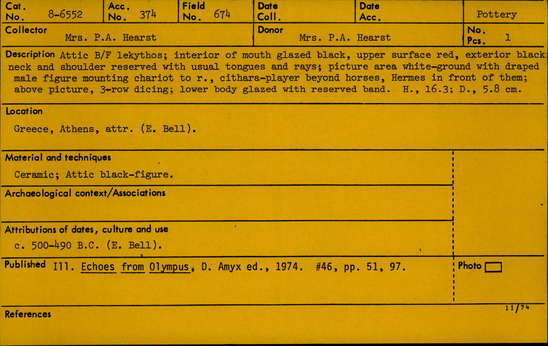 Cat. No. 8-6552 Acc. No. 374 Field No. 674 Date Coll. Date Acc. Pottery
Collector Mrs. P.A. Hearst Donor Mrs. P.A. Hearst No. Pcs. 1
Description Attic B/F lekythos; interior of mouth glazed black, upper surface red, exterior black
neck and shoulder reserved with usual tongues and rays; picture area white-ground with draped
male figure mounting chariot to r., cithara-player beyond horses, Hermes in front of them;
above picture, 3-row dicing; lower body glazed with reserved band. H., 16.3; D., 5.8 cm.
Location
Greece, Athens, attr. (E. Bell).
Material and techniques
Ceramic; Attic black-figure.
Archaeological context/Associations
Attributions of dates, culture and use
c. 500-490 B.C. (E. Bell).
Published Ill. Echoes from Olympus, D. Amyx ed., 1974. #46, pp. 51, 97. Photo
11/74
References